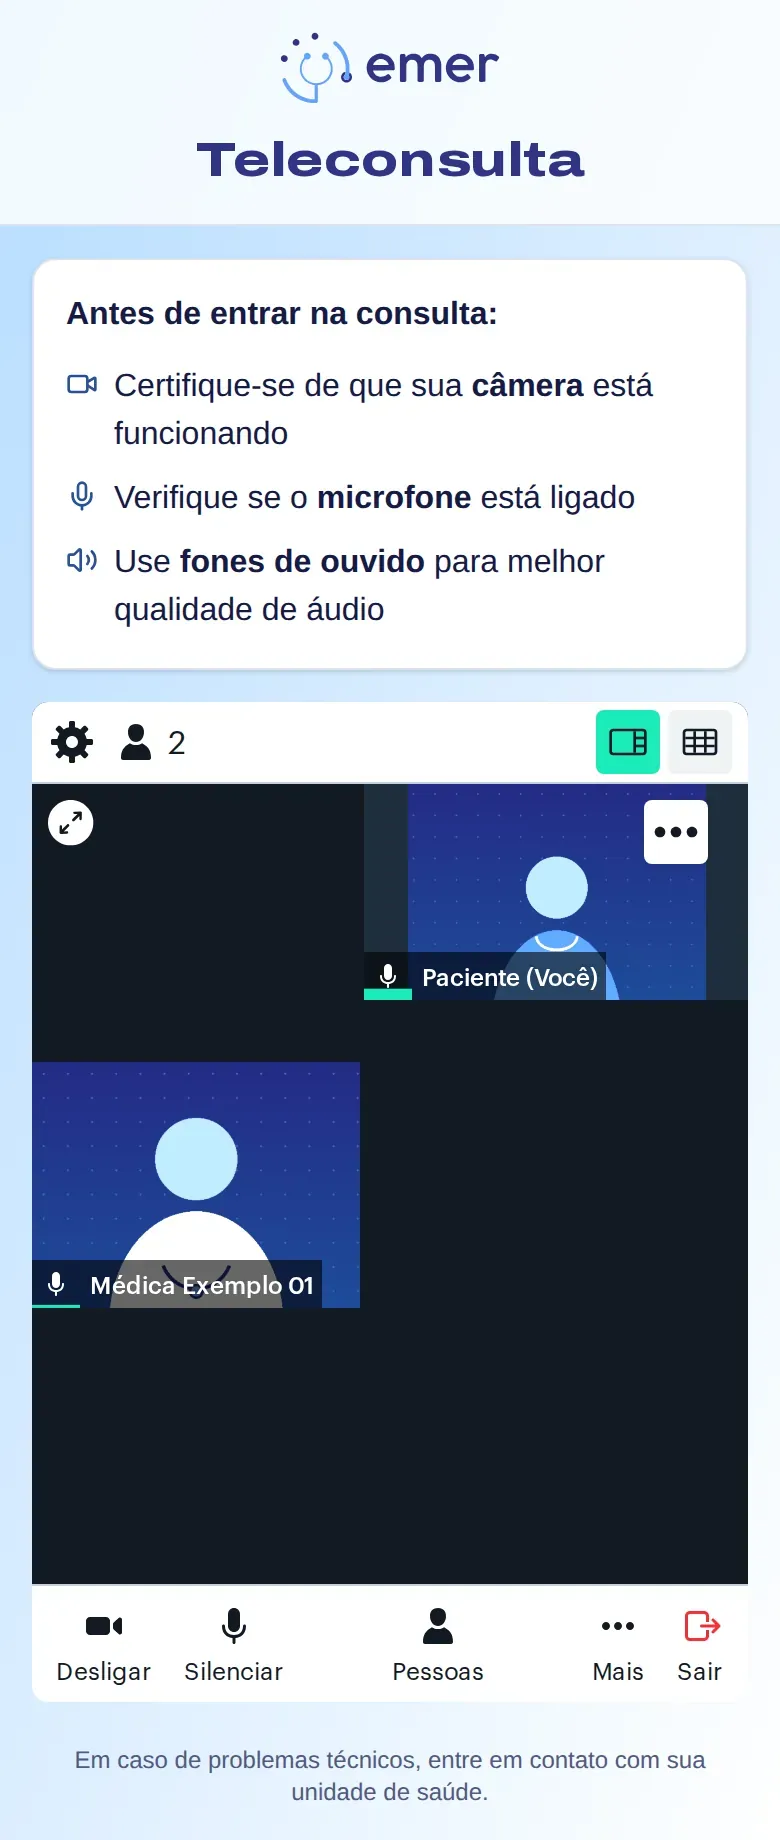 emer
Teleconsulta
Antes de entrar na consulta:
Certifique-se de que sua câmera está
funcionando
Verifique se o microfone está ligado
Use fones de ouvido para melhor
qualidade de áudio
2
Paciente (Você)
Médica Exemplo 01
Desligar
Silenciar
Pessoas
Mais
Sair
Em caso de problemas técnicos, entre em contato com sua
unidade de saúde.